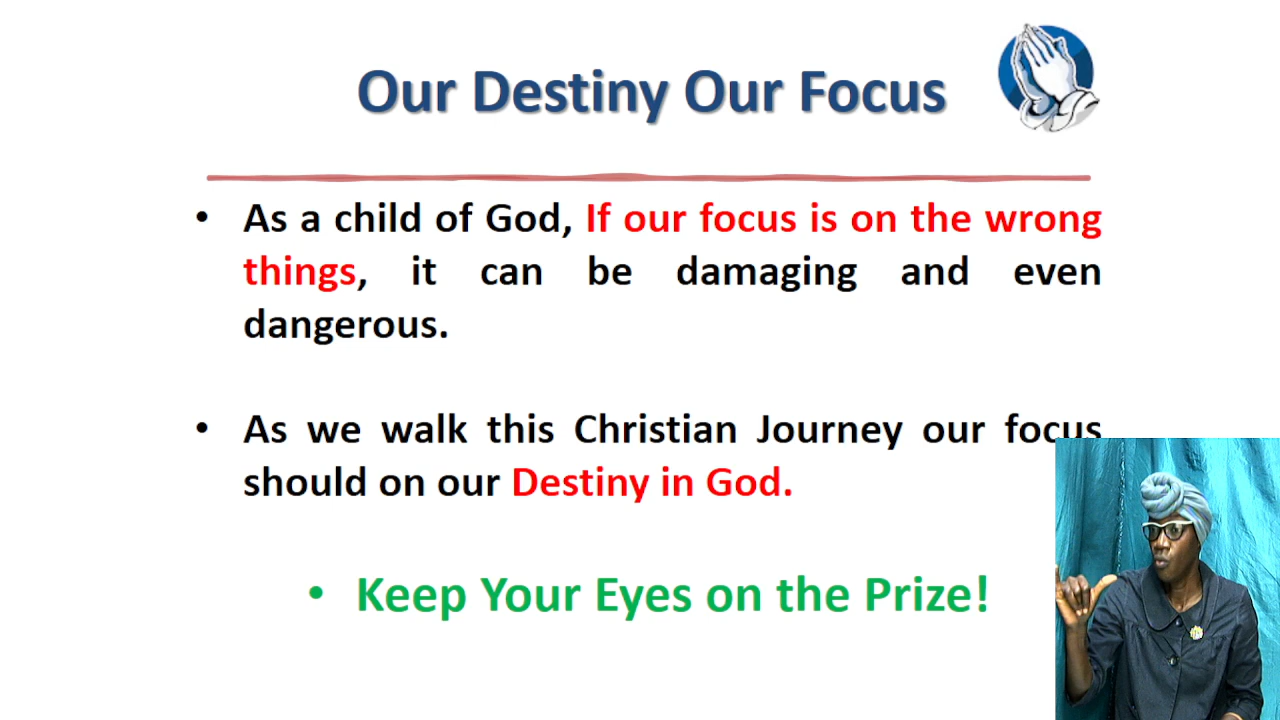 Our Destiny Our Focus
• As a child of God, If our focus is on the wrong
things, it can be damaging and even
dangerous.
• As we walk this Christian Journey our focus
should on our Destiny in God.
• Keep Your Eyes on the Prize!